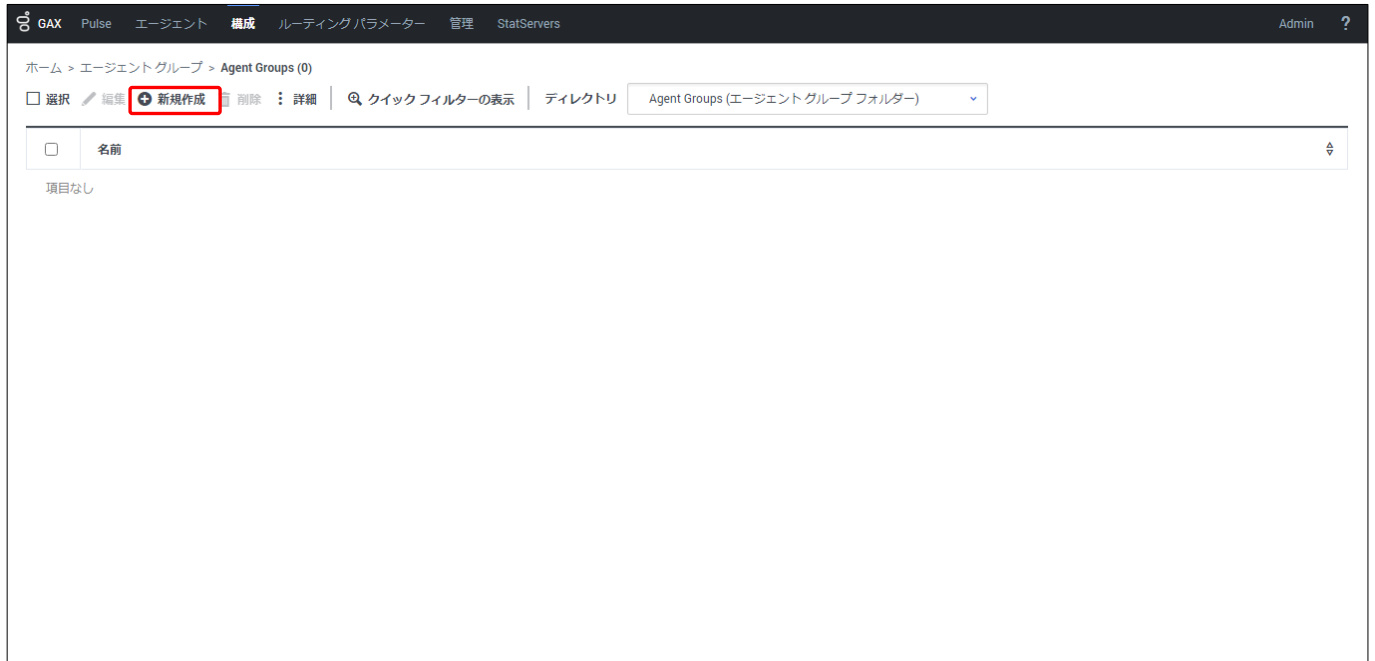 GAX Pulse エージェント 構成 ルーティング パラメーター 管理 StatServers Admin ?
ホーム > エージェント グループ > Agent Groups (0)
選択 編集 新規作成 削除 詳細 クイック フィルターの表示 ディレクトリ Agent Groups (エージェント グループ フォルダー)
名前
項目なし